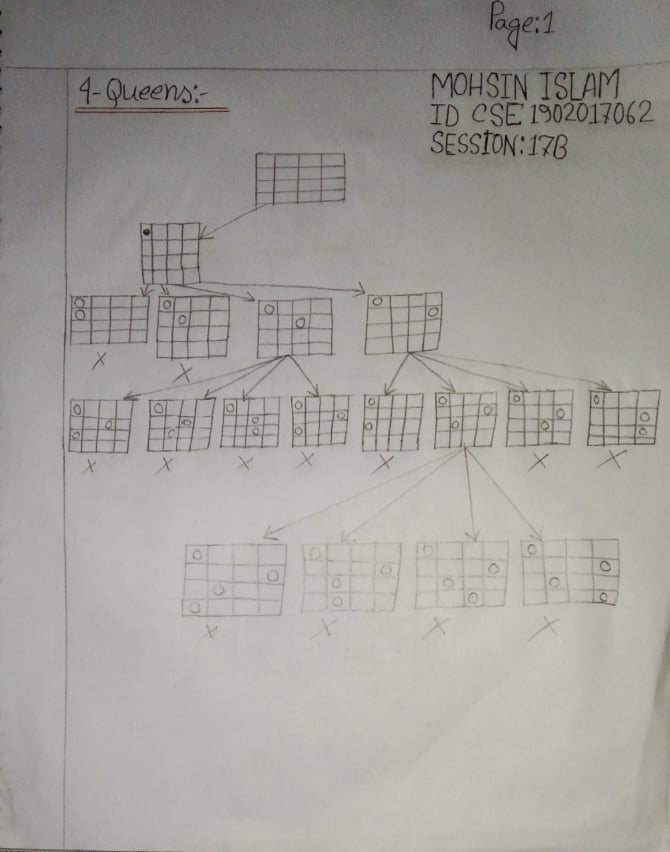 Page:1
4-Queens:-
MOHSIN ISLAM
ID CSE 1902017062
SESSION:17B
X
X
X
X
X
X
X
X
X
X
X
X
X